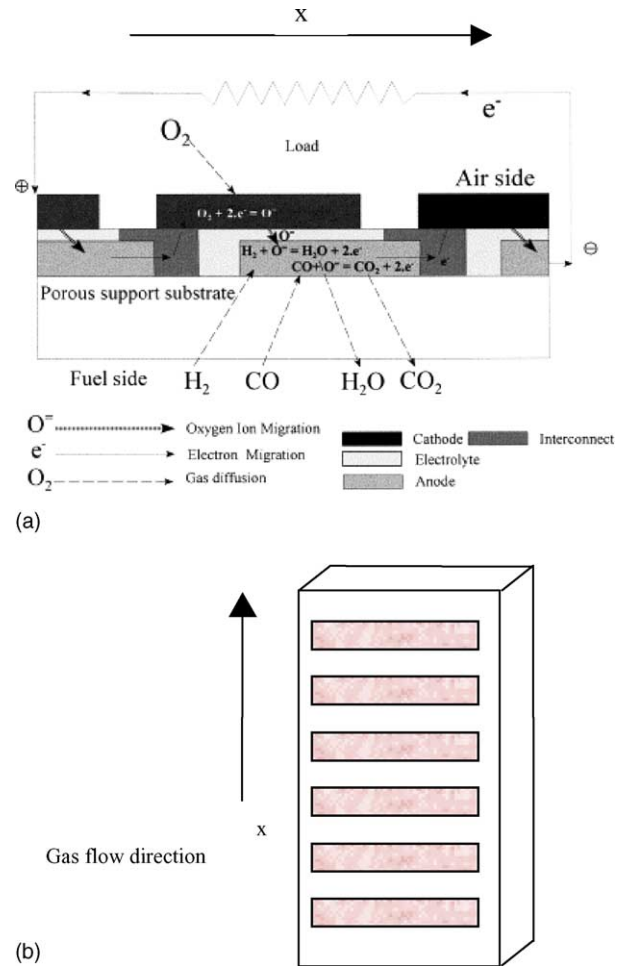 x
e-
O2
Load
Air side
⊕
O2 + 2.e- = O=
O=
H2 + O= = H2O + 2.e-
CO+\O= = CO2 + 2.e-
e-
⊖
Porous support substrate
Fuel side H2 CO H2O CO2
O= Oxygen Ion Migration
e- Electron Migration
O2 Gas diffusion
Cathode Interconnect
Electrolyte
Anode
(a)
x
Gas flow direction
(b)